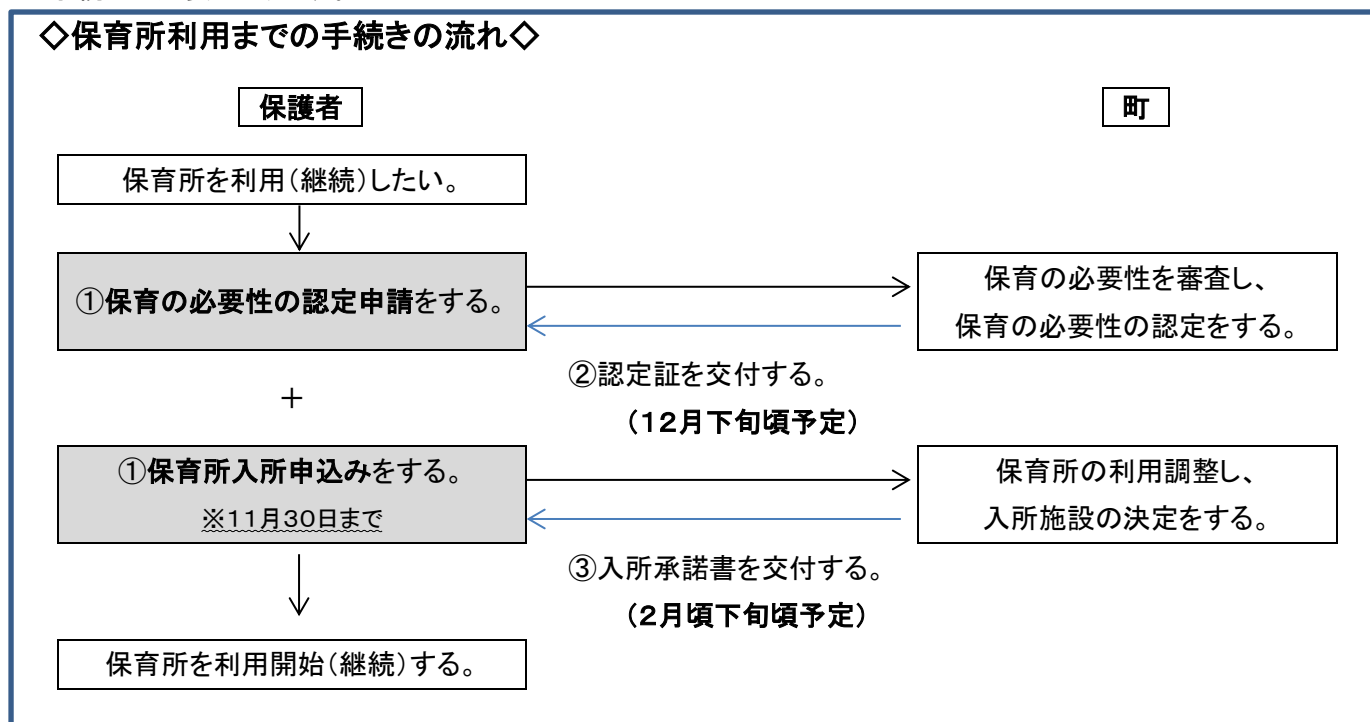 ◇保育所利用までの手続きの流れ◇
保護者
町
保育所を利用(継続)したい。
①保育の必要性の認定申請をする。
保育の必要性を審査し、
保育の必要性の認定をする。
②認定証を交付する。
(12月下旬頃予定)
+
①保育所入所申込みをする。
※11月30日まで
保育所の利用調整し、
入所施設の決定をする。
③入所承諾書を交付する。
(2月頃下旬頃予定)
保育所を利用開始(継続)する。